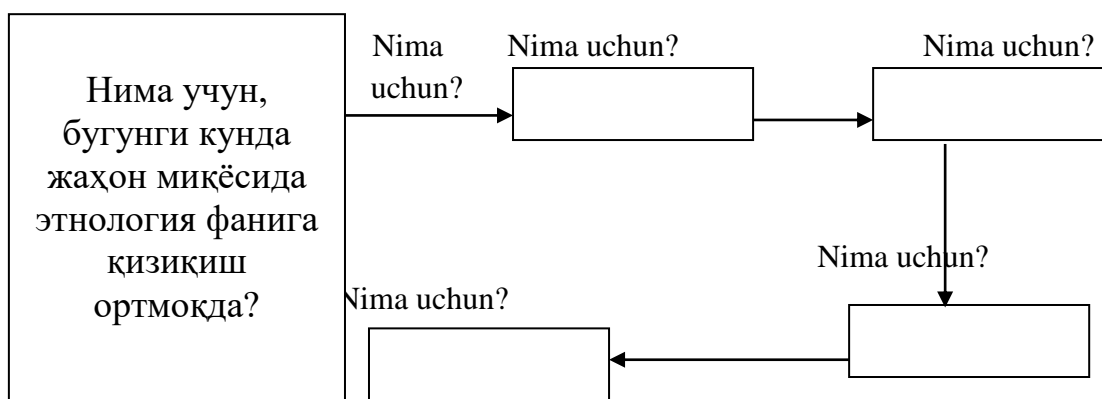 Нима учун,
бугунги кунда
жаҳон миқёсида
этнология фанига
қизиқиш
ортмоқда?
Nima
uchun?
Nima uchun?
Nima uchun?
Nima uchun?
Nima uchun?